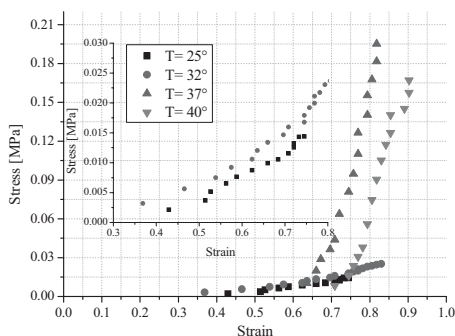 0.21
0.18
0.15
0.12
0.09
0.06
0.03
0.00
Stress [MPa]
0.0 0.1 0.2 0.3 0.4 0.5 0.6 0.7 0.8 0.9 1.0
Strain
0.030
0.025
0.020
0.015
0.010
0.005
0.000
Stress [MPa]
0.3 0.4 0.5 0.6 0.7 0.8
Strain
T= 25°
T= 32°
T= 37°
T= 40°